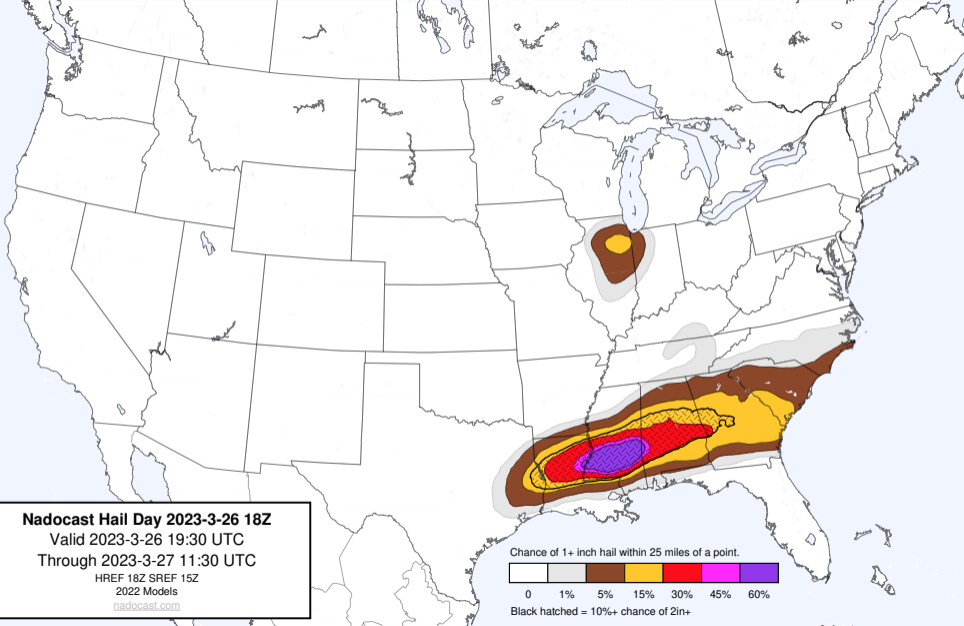 Nadocast Hail Day 2023-3-26 18Z
Valid 2023-3-26 19:30 UTC
Through 2023-3-27 11:30 UTC
HREF 18Z SREF 15Z
2022 Models
nadocast.com
Chance of 1+ inch hail within 25 miles of a point.
0 1% 5% 15% 30% 45% 60%
Black hatched = 10%+ chance of 2in+